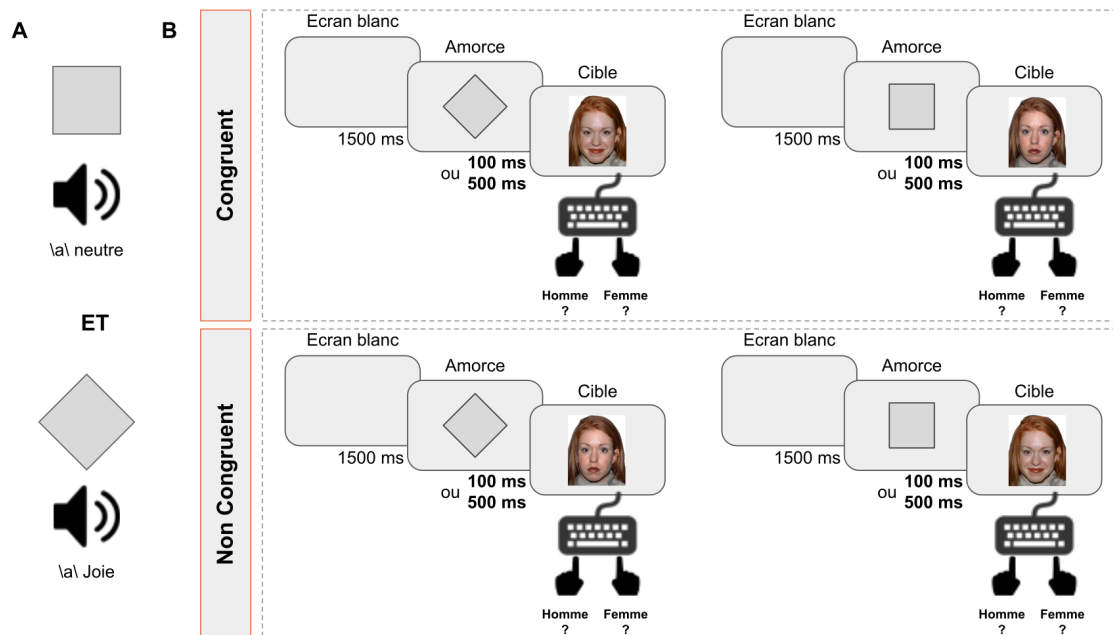 A
\a\ neutre
ET
\a\ Joie
B
Congruent
Ecran blanc
Amorce
Cible
1500 ms
ou
100 ms
500 ms
Homme
?
Femme
?
Ecran blanc
Amorce
Cible
1500 ms
ou
100 ms
500 ms
Homme
?
Femme
?
Non Congruent
Ecran blanc
Amorce
Cible
1500 ms
ou
100 ms
500 ms
Homme
?
Femme
?
Ecran blanc
Amorce
Cible
1500 ms
ou
100 ms
500 ms
Homme
?
Femme
?